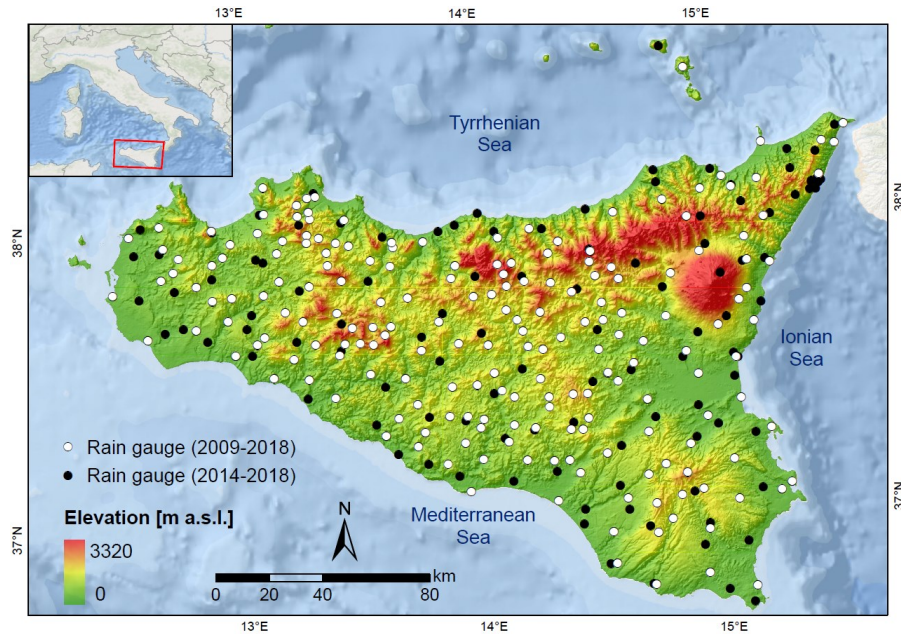 13°E
14°E
15°E
Tyrrhenian
Sea
38°N
38°N
Ionian
Sea
Rain gauge (2009-2018)
Rain gauge (2014-2018)
37°N
Elevation [m a.s.l.]
3320
0
N
Mediterranean
Sea
37°N
km
0 20 40 80
13°E
14°E
15°E